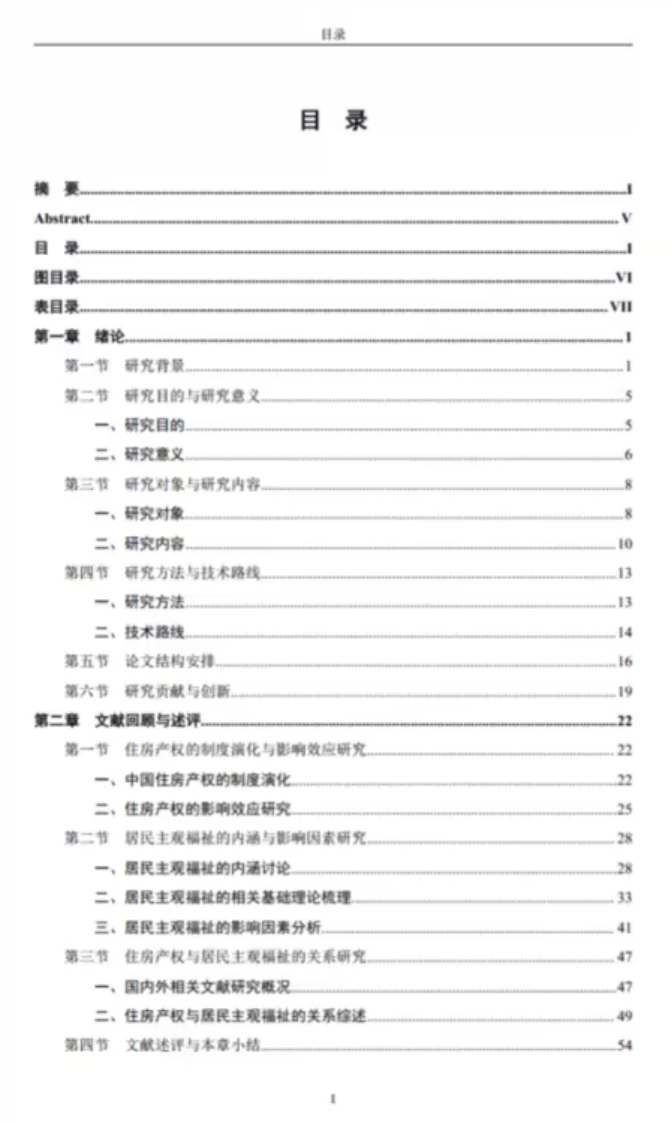 目录
目 录
摘 要 I
Abstract V
目 录 I
图目录 VI
表目录 VII
第一章 绪论 1
第一节 研究背景 1
第二节 研究目的与研究意义 5
一、研究目的 5
二、研究意义 6
第三节 研究对象与研究内容 8
一、研究对象 8
二、研究内容 10
第四节 研究方法与技术路线 13
一、研究方法 13
二、技术路线 14
第五节 论文结构安排 16
第六节 研究贡献与创新 19
第二章 文献回顾与述评 22
第一节 住房产权的制度演化与影响效应研究 22
一、中国住房产权的制度演化 22
二、住房产权的影响效应研究 25
第二节 居民主观福祉的内涵与影响因素研究 28
一、居民主观福祉的内涵讨论 28
二、居民主观福祉的相关基础理论梳理 33
三、居民主观福祉的影响因素分析 41
第三节 住房产权与居民主观福祉的关系研究 47
一、国内外相关文献研究概况 47
二、住房产权与居民主观福祉的关系综述 49
第四节 文献述评与本章小结 54
I